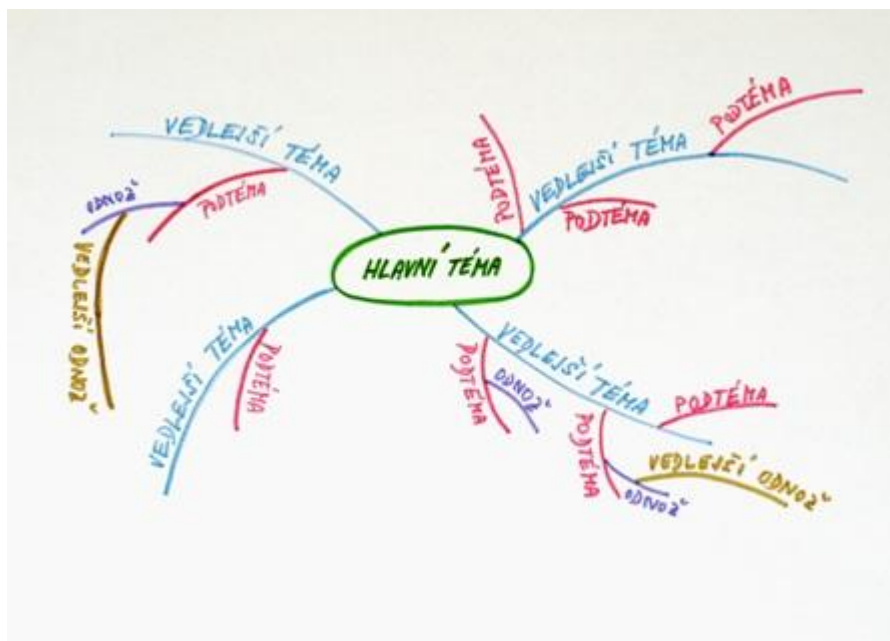 HLAVNÍ TÉMA
VEDLEJŠÍ TÉMA
PODTÉMA
ODNOŽ
VEDLEJŠÍ ODNOŽ
VEDLEJŠÍ TÉMA
PODTÉMA
PODTÉMA
VEDLEJŠÍ TÉMA
PODTÉMA
PODTÉMA
VEDLEJŠÍ TÉMA
PODTÉMA
ODNOŽ
PODTÉMA
ODNOŽ
VEDLEJŠÍ ODNOŽ
PODTÉMA